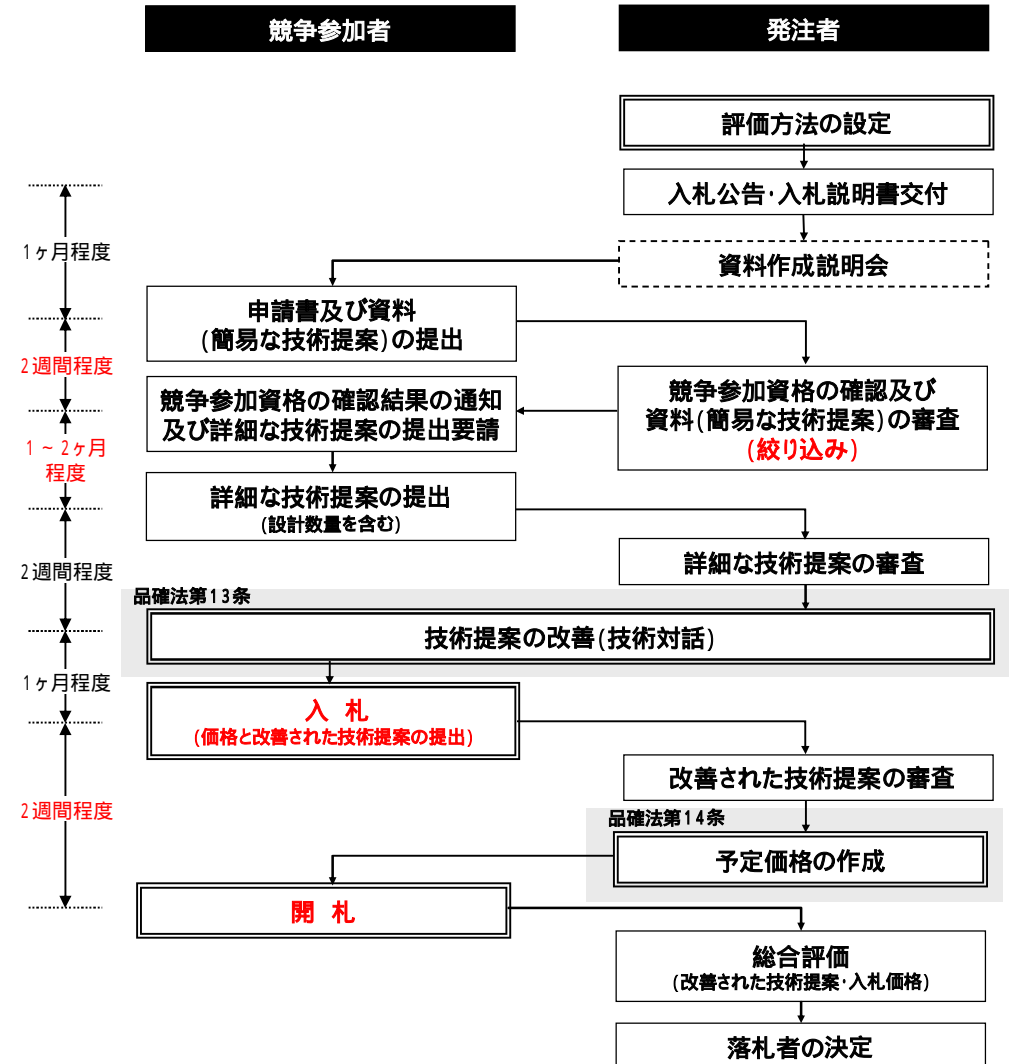 競争参加者
発注者
評価方法の設定
入札公告・入札説明書交付
1ヶ月程度
資料作成説明会
申請書及び資料
(簡易な技術提案)の提出
2週間程度
競争参加資格の確認及び
資料(簡易な技術提案)の審査
(絞り込み)
競争参加資格の確認結果の通知
及び詳細な技術提案の提出要請
1～2ヶ月
程度
詳細な技術提案の提出
(設計数量を含む)
2週間程度
詳細な技術提案の審査
品確法第13条
技術提案の改善(技術対話)
1ヶ月程度
入 札
(価格と改善された技術提案の提出)
改善された技術提案の審査
2週間程度
品確法第14条
予定価格の作成
開 札
総合評価
(改善された技術提案・入札価格)
落札者の決定